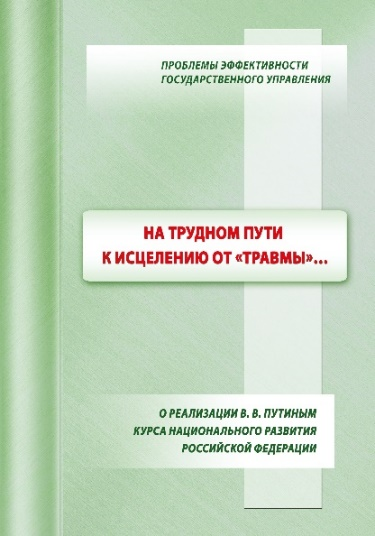 ПРОБЛЕМЫ ЭФФЕКТИВНОСТИ
ГОСУДАРСТВЕННОГО УПРАВЛЕНИЯ
НА ТРУДНОМ ПУТИ
К ИСЦЕЛЕНИЮ ОТ «ТРАВМЫ»...
О РЕАЛИЗАЦИИ В. В. ПУТИНЫМ
КУРСА НАЦИОНАЛЬНОГО РАЗВИТИЯ
РОССИЙСКОЙ ФЕДЕРАЦИИ